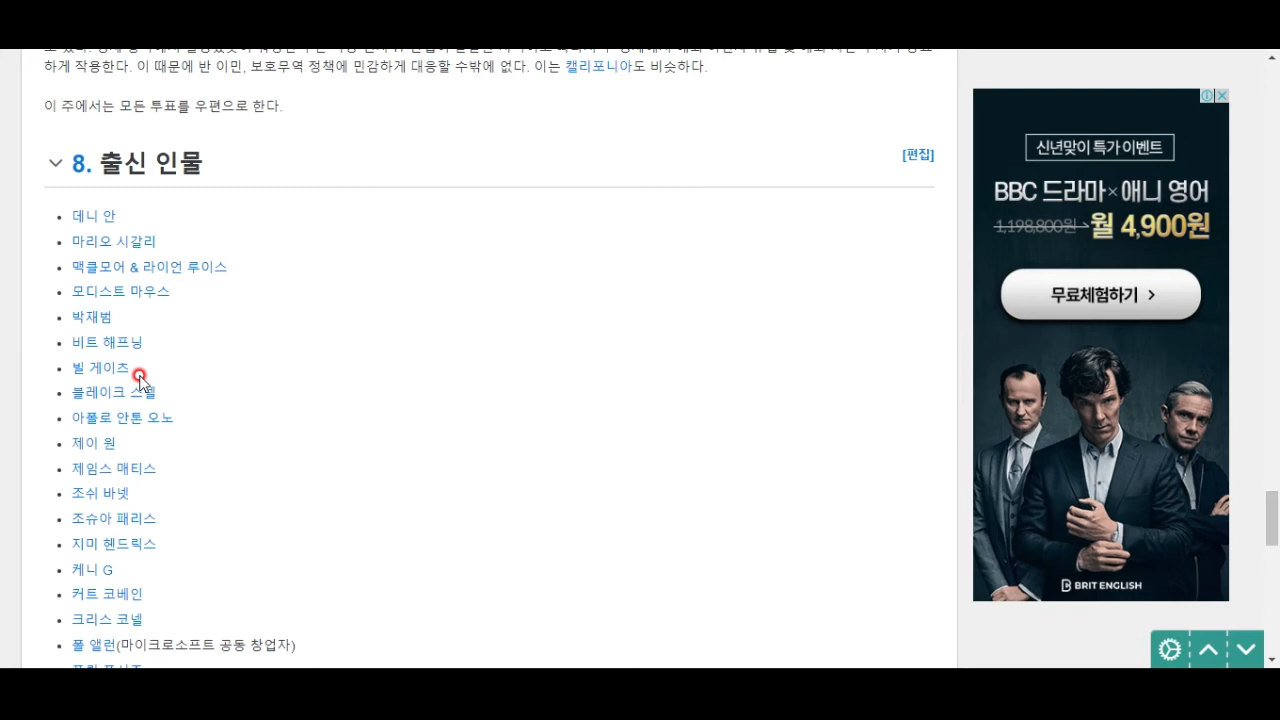 하게 작용한다. 이 때문에 반 이민, 보호무역 정책에 민감하게 대응할 수밖에 없다. 이는 캘리포니아도 비슷하다.
이 주에서는 모든 투표를 우편으로 한다.
8. 출신 인물
[편집]
데니 안
마리오 시갈리
맥클모어 & 라이언 루이스
모디스트 마우스
박재범
비트 해프닝
빌 게이츠
블레이크 스넬
아폴로 안톤 오노
제이 원
제임스 매티스
조쉬 바넷
조슈아 패리스
지미 헨드릭스
케니 G
커트 코베인
크리스 코넬
폴 앨런(마이크로소프트 공동 창업자)
신년맞이 특가 이벤트
BBC 드라마×애니 영어
1,198,800원 월 4,900원
무료체험하기 >
BRIT ENGLISH